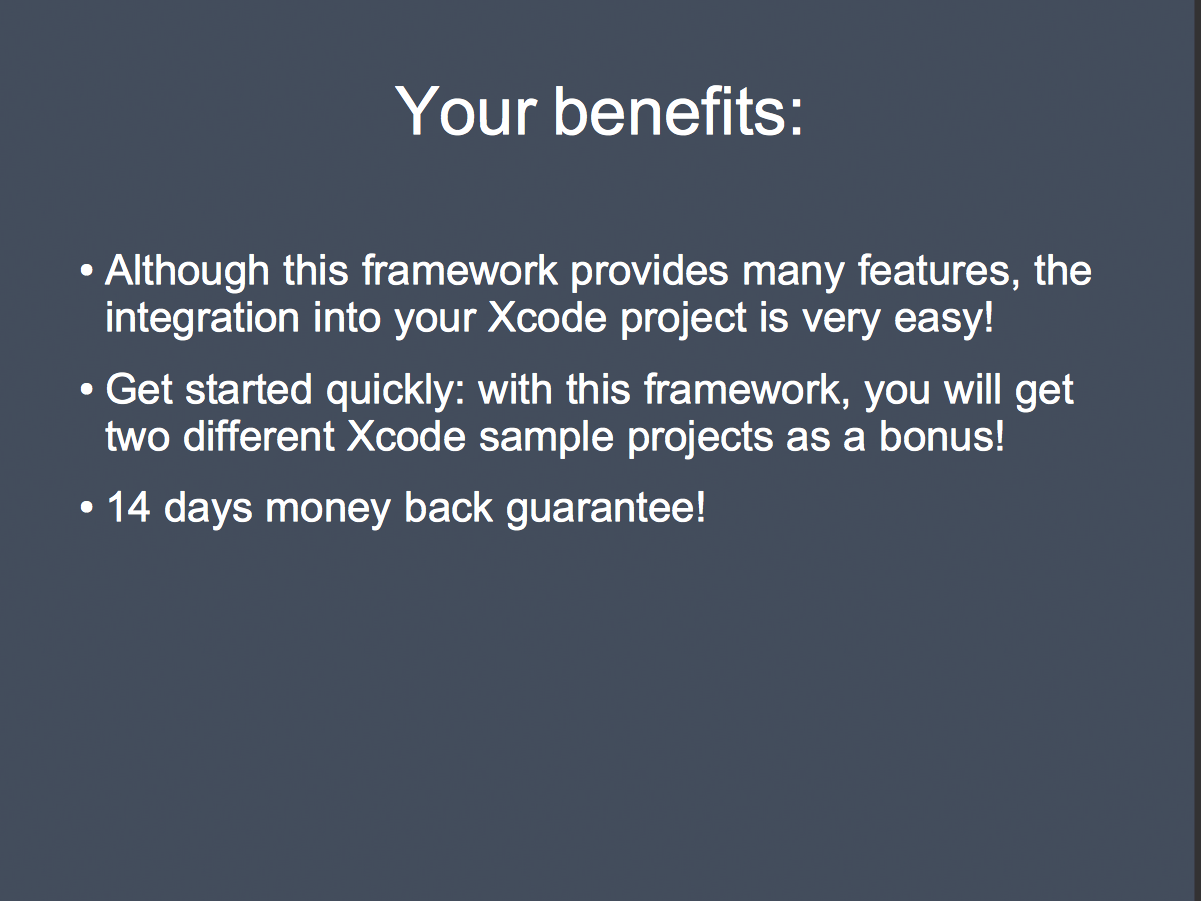 Your benefits:
• Although this framework provides many features, the
integration into your Xcode project is very easy!
• Get started quickly: with this framework, you will get
two different Xcode sample projects as a bonus!
• 14 days money back guarantee!